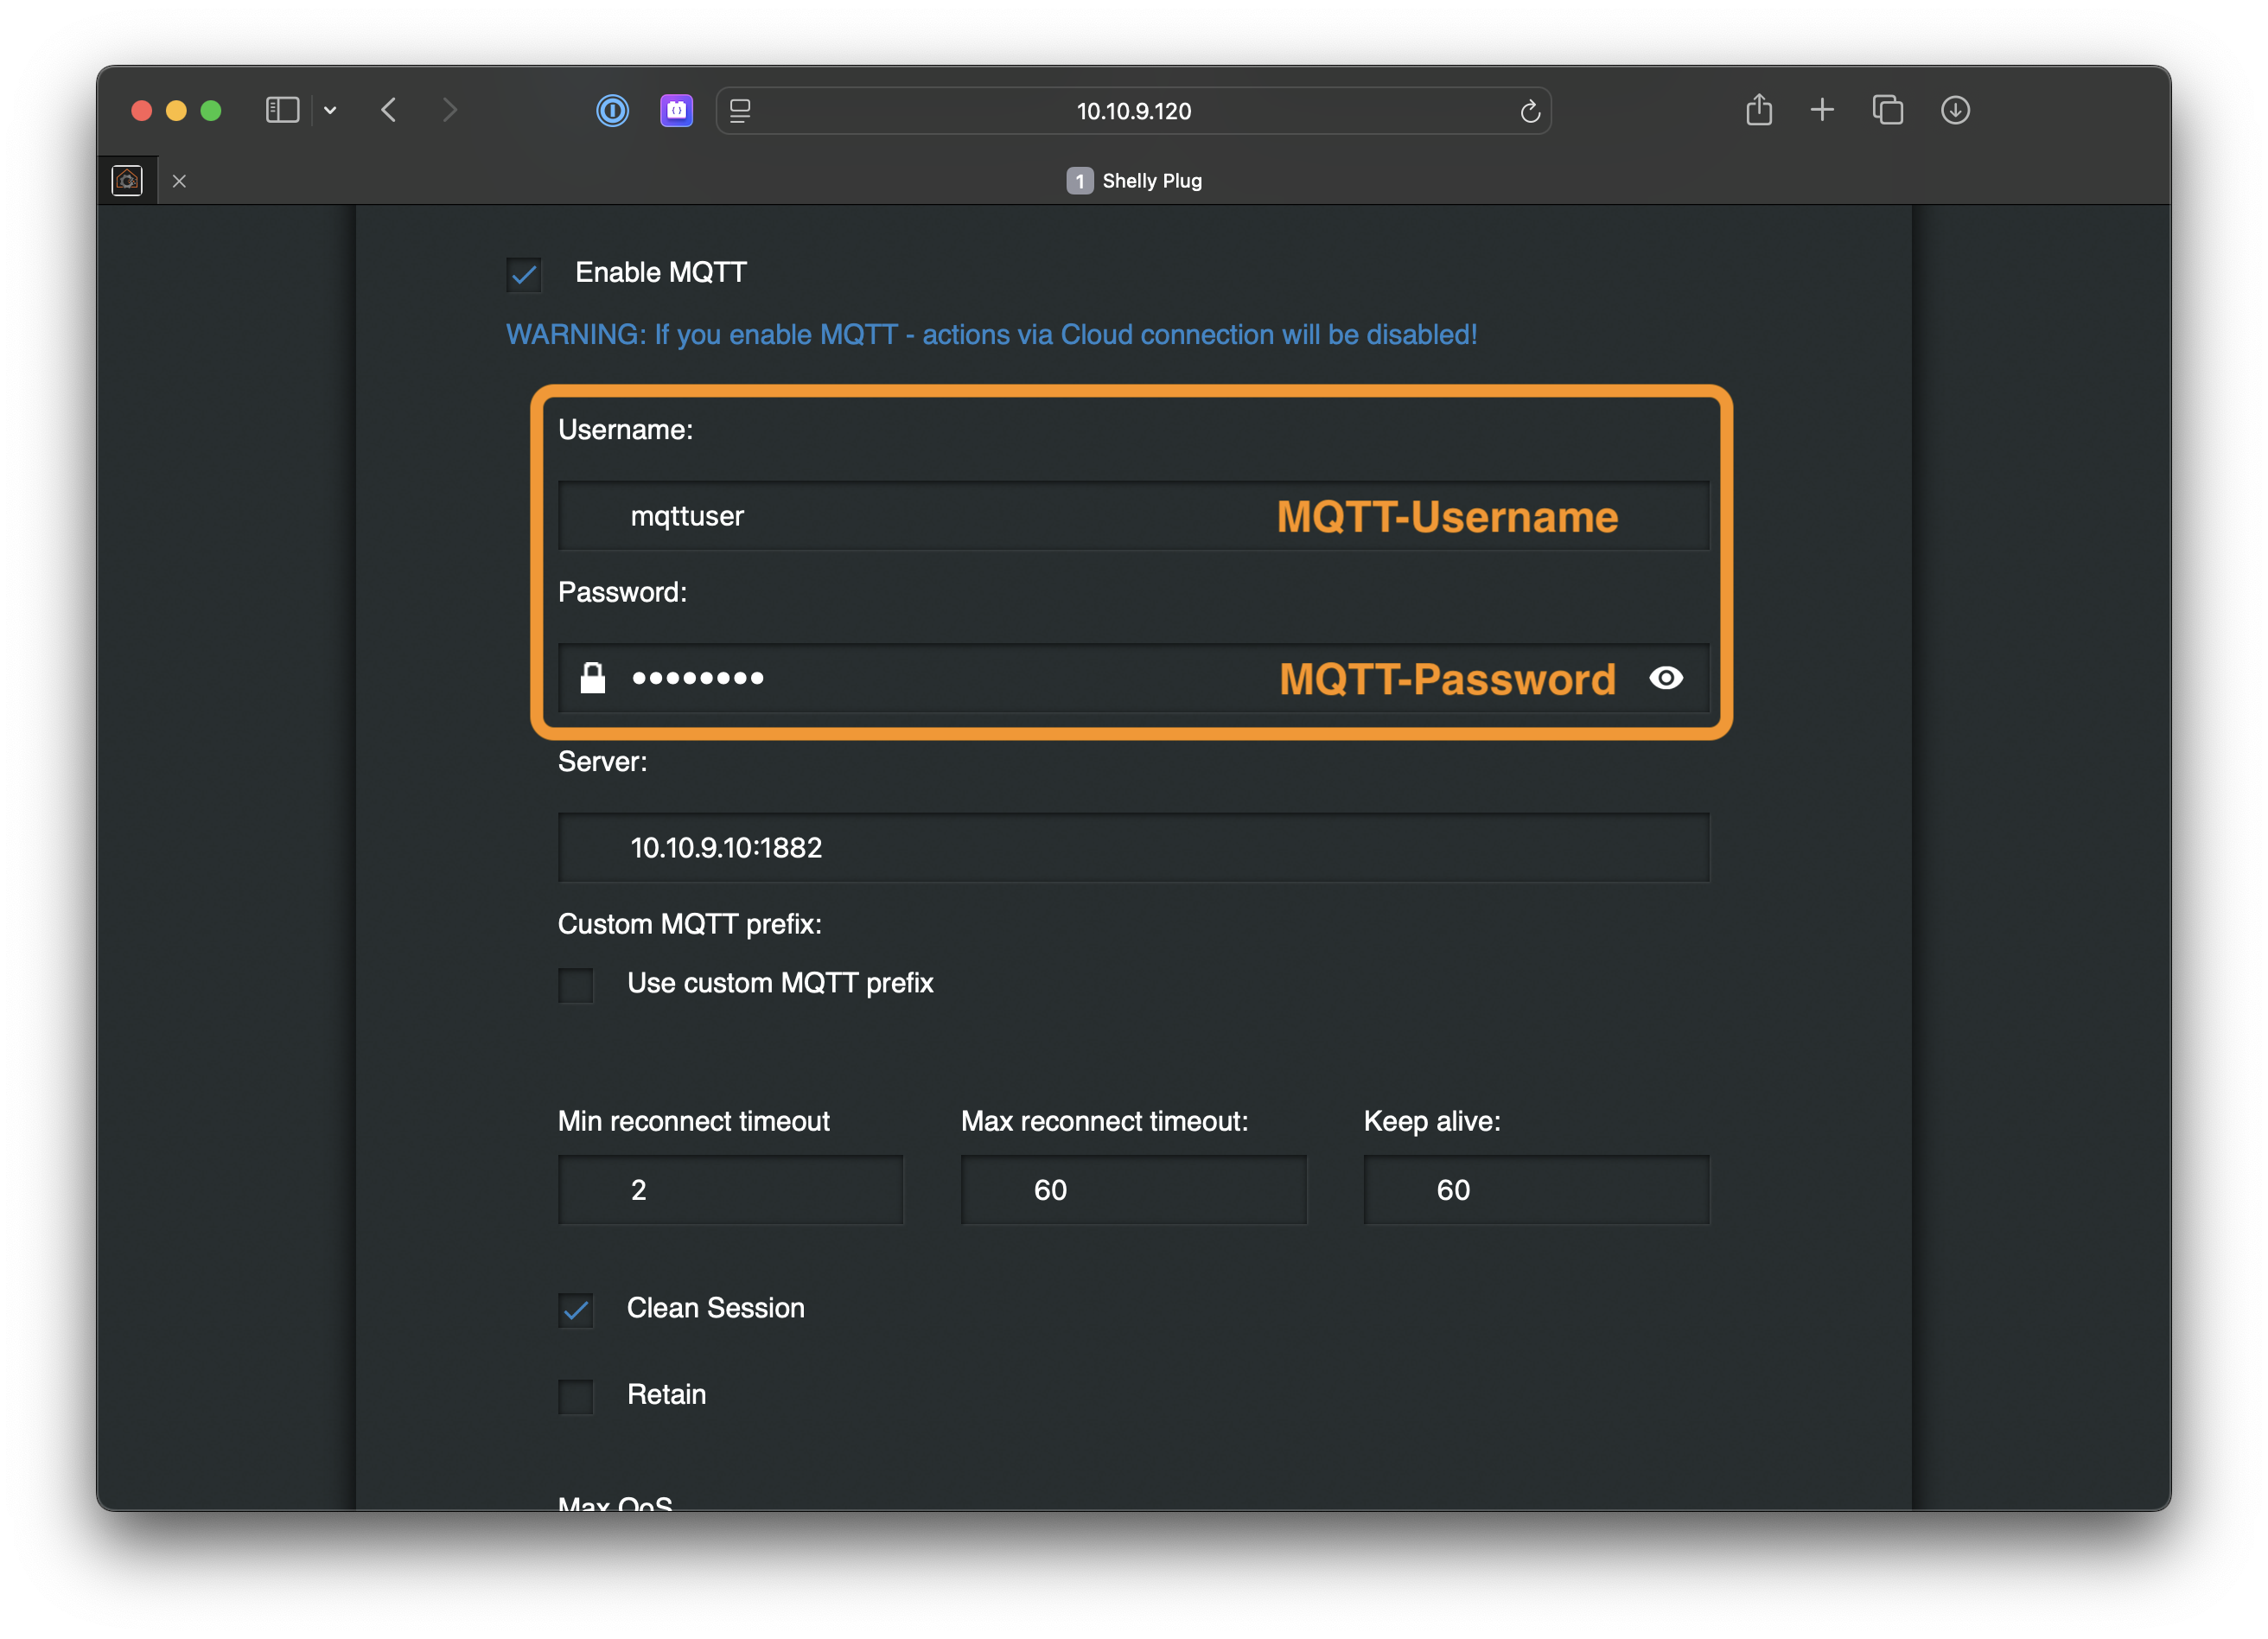 10.10.9.120
1 Shelly Plug
Enable MQTT
WARNING: If you enable MQTT - actions via Cloud connection will be disabled!
Username:
mqttuser MQTT-Username
Password:
•••••••• MQTT-Password
Server:
10.10.9.10:1882
Custom MQTT prefix:
Use custom MQTT prefix
Min reconnect timeout Max reconnect timeout: Keep alive:
2 60 60
Clean Session
Retain
Max QoS